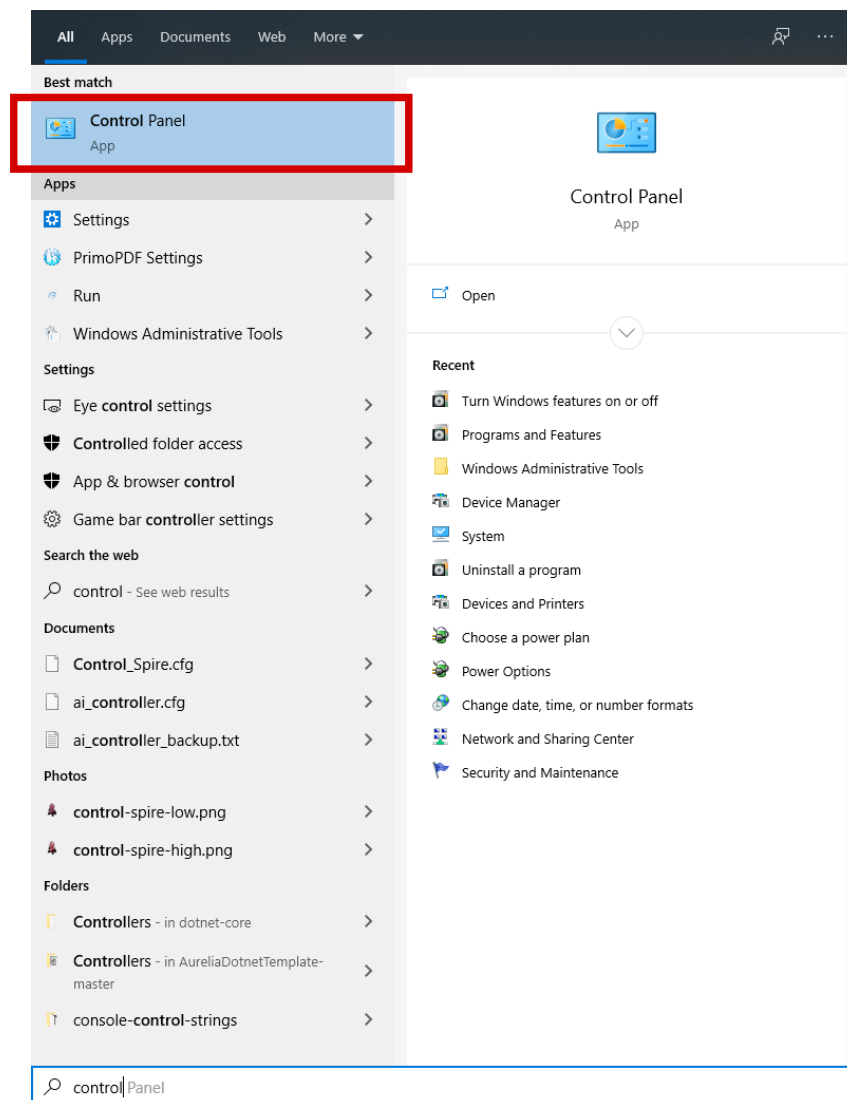 All Apps Documents Web More
Best match
Control Panel
App
Apps
Settings
PrimoPDF Settings
Run
Windows Administrative Tools
Settings
Eye control settings
Controlled folder access
App & browser control
Game bar controller settings
Search the web
control - See web results
Documents
Control_Spire.cfg
ai_controller.cfg
ai_controller_backup.txt
Photos
control-spire-low.png
control-spire-high.png
Folders
Controllers - in dotnet-core
Controllers - in AureliaDotnetTemplate-
master
console-control-strings
control Panel
Control Panel
App
Open
Recent
Turn Windows features on or off
Programs and Features
Windows Administrative Tools
Device Manager
System
Uninstall a program
Devices and Printers
Choose a power plan
Power Options
Change date, time, or number formats
Network and Sharing Center
Security and Maintenance